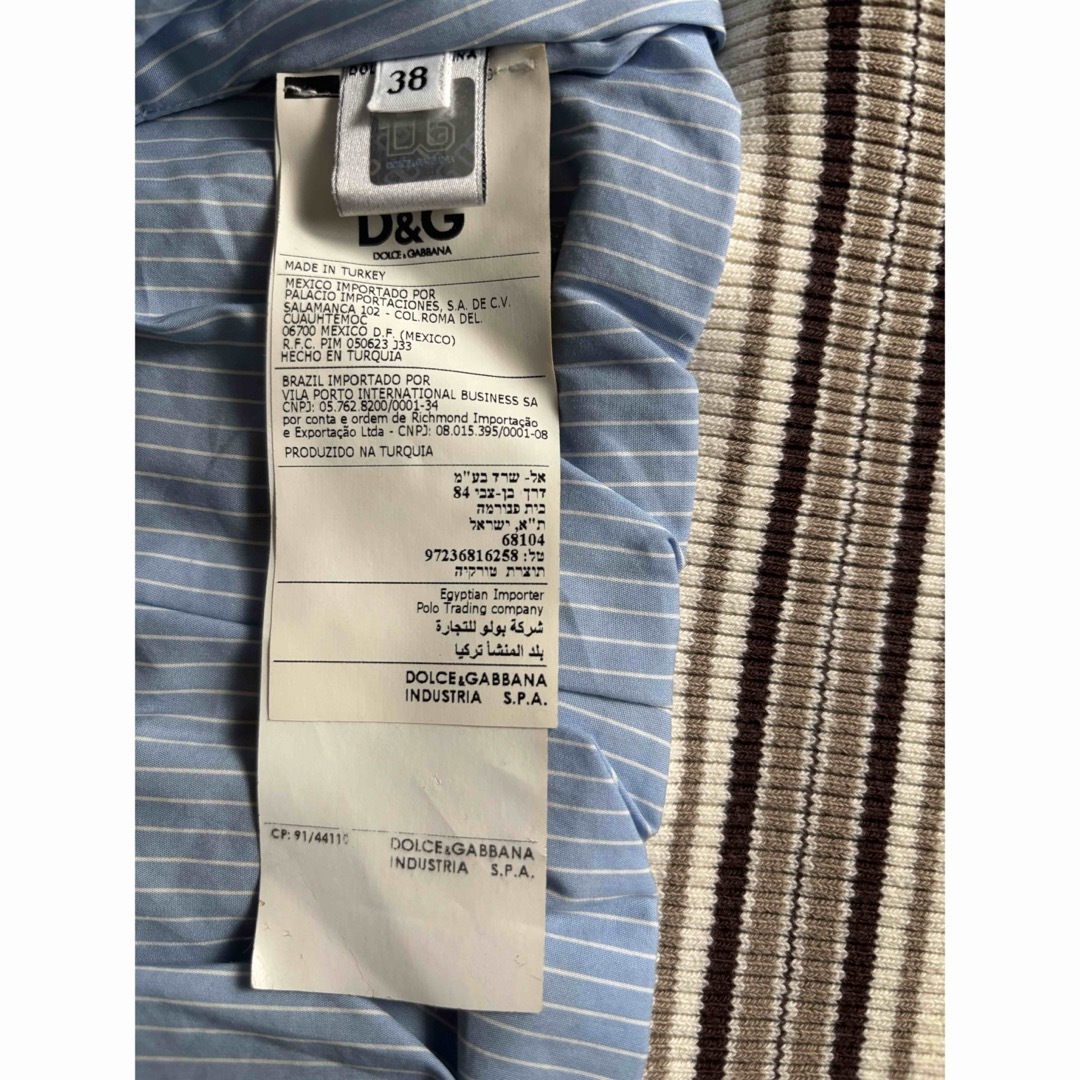 38
D&G
DOLCE & GABBANA
MADE IN TURKEY
MEXICO IMPORTADO POR
PALACIO IMPORTACIONES, S.A. DE C.V.
SALAMANCA 102 - COL.ROMA DEL.
CUAUHTEMOC
06700 MEXICO D.F. (MEXICO)
R.F.C. PIM 050623 J33
HECHO EN TURQUIA
BRAZIL IMPORTADO POR
VILA PORTO INTERNATIONAL BUSINESS SA
CNPJ: 05.762.8200/0001-34
por conta e ordem de Richmond Importação
e Exportação Ltda - CNPJ: 08.015.395/0001-08
PRODUZIDO NA TURQUIA
אל- שרד בע"מ
דרך בן-צבי 84
בית פנורמה
ת"א, ישראל
68104
טל: 97236816258
תוצרת טורקיה
Egyptian Importer
Polo Trading company
شركة بولو للتجارة
بلد المنشأ تركيا
DOLCE&GABBANA
INDUSTRIA S.P.A.
CP: 91/44110
DOLCE&GABBANA
INDUSTRIA S.P.A.